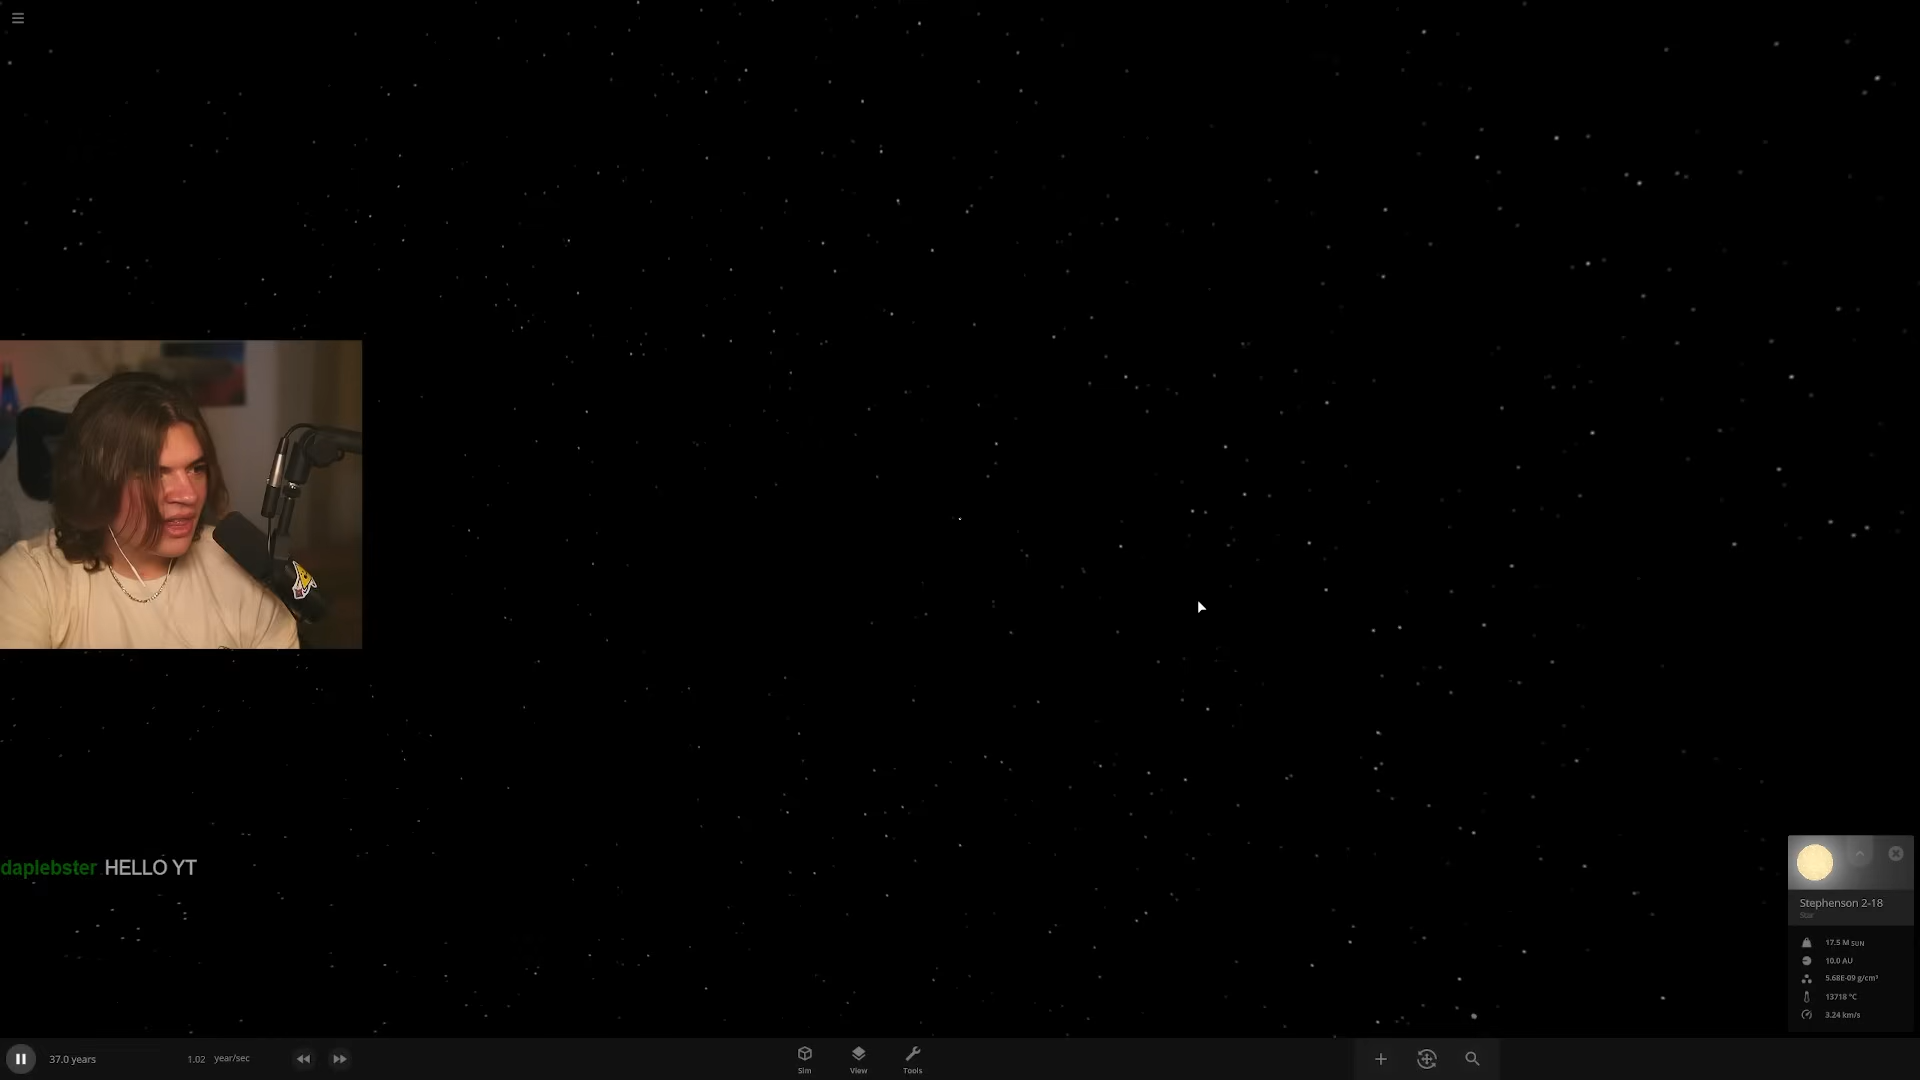 daplebster HELLO YT
Stephenson 2-18
Star
17.5 M SUN
10.0 AU
5.68E-09 g/cm³
13718 °C
3.24 km/s
37.0 years
1.02 year/sec
Sim
View
Tools